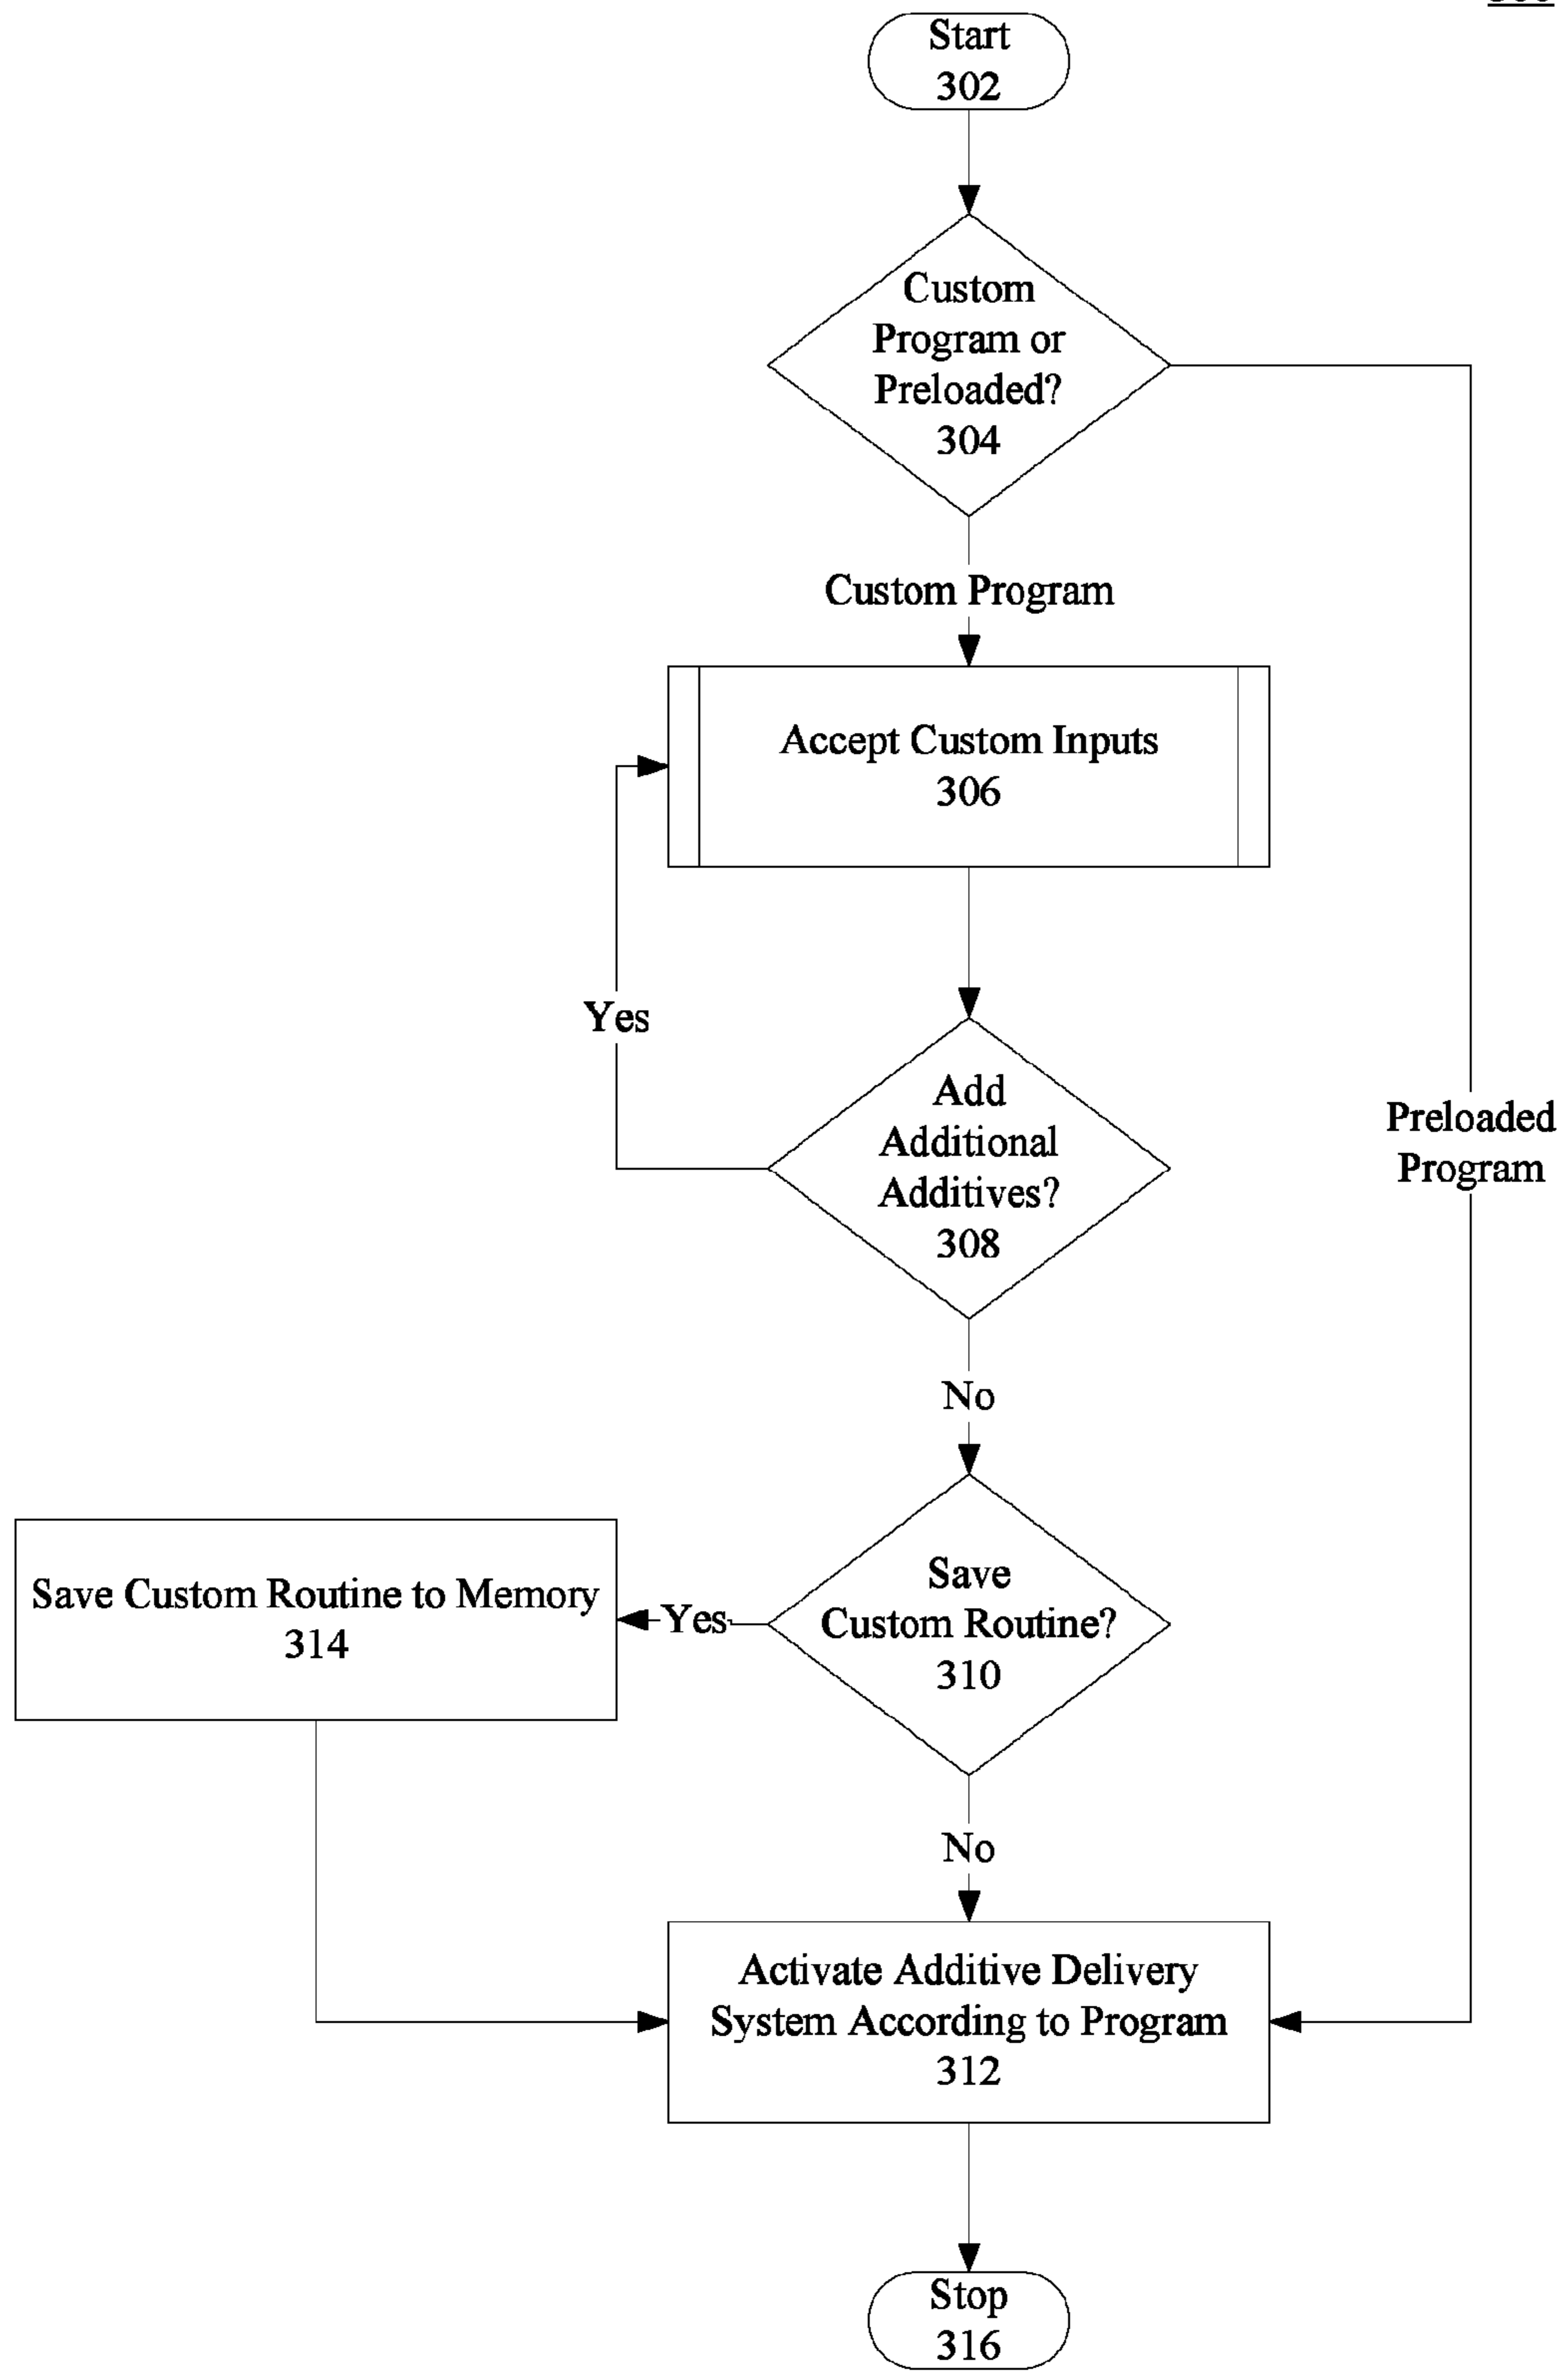 Start
302
Custom
Program or
Preloaded?
304
Custom Program
Accept Custom Inputs
306
Yes
Add
Additional
Additives?
308
Preloaded
Program
No
Save
Custom Routine?
310
Yes
Save Custom Routine to Memory
314
No
Activate Additive Delivery
System According to Program
312
Stop
316